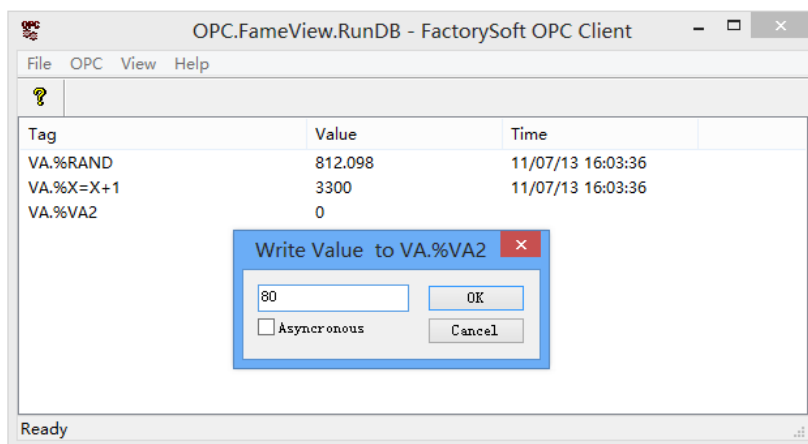 OPC
OPC.FameView.RunDB - FactorySoft OPC Client
File OPC View Help
?
Tag Value Time
VA.%RAND 812.098 11/07/13 16:03:36
VA.%X=X+1 3300 11/07/13 16:03:36
VA.%VA2 0
Write Value to VA.%VA2
80 OK
Asyncronous Cancel
Ready